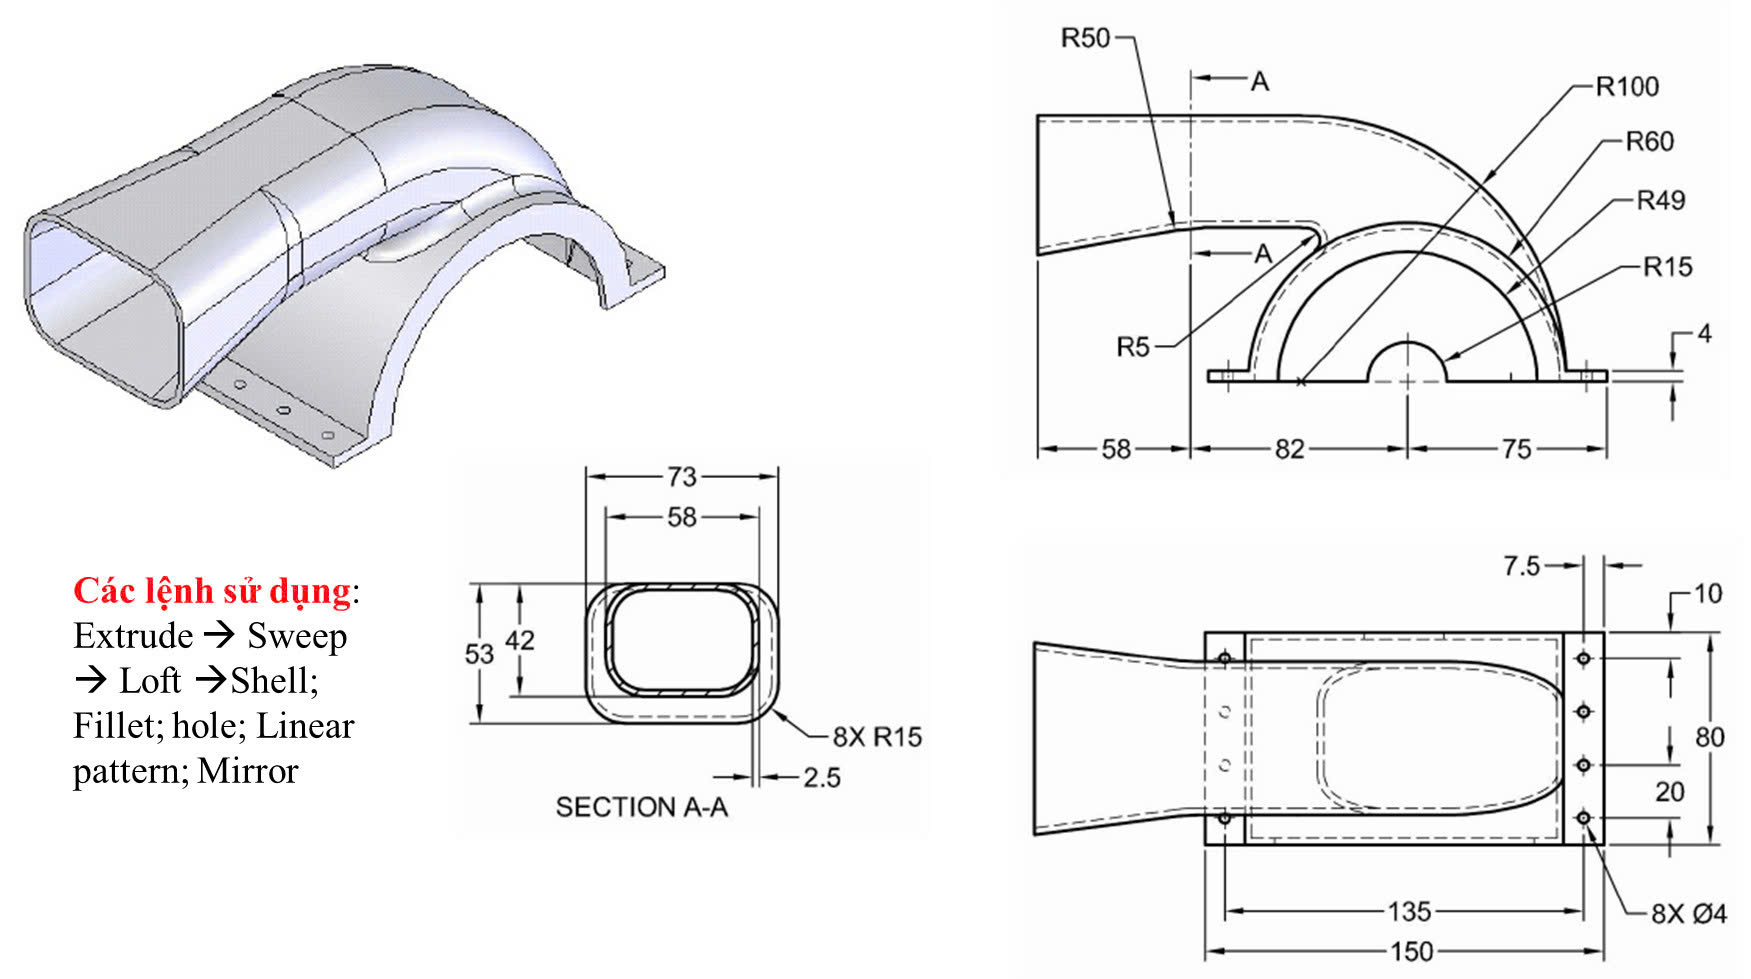 R50
A
R100
R60
R49
R15
A
R5
4
58
82
75
73
58
53
42
8X R15
2.5
SECTION A-A
Các lệnh sử dụng:
Extrude → Sweep
→ Loft →Shell;
Fillet; hole; Linear
pattern; Mirror
7.5
10
80
20
135
8X Ø4
150